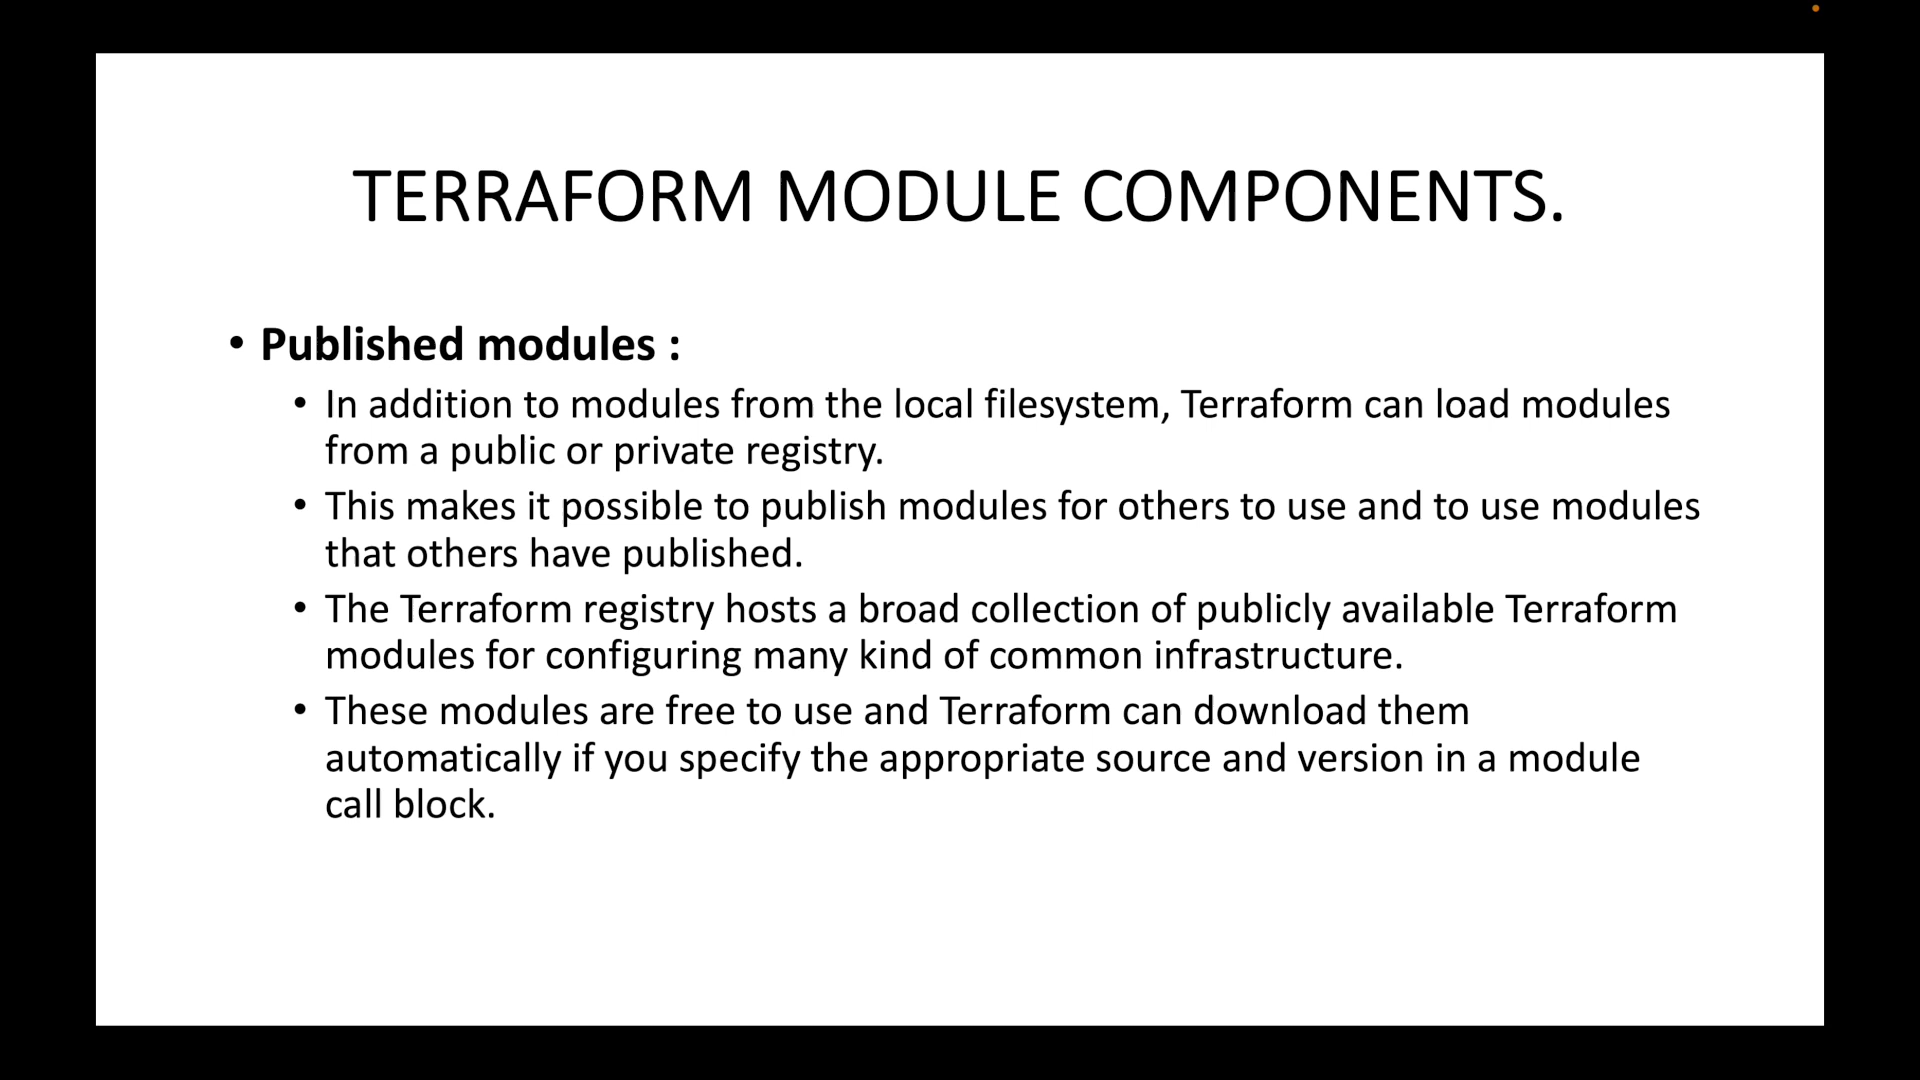 TERRAFORM MODULE COMPONENTS.
• Published modules :
• In addition to modules from the local filesystem, Terraform can load modules
from a public or private registry.
• This makes it possible to publish modules for others to use and to use modules
that others have published.
• The Terraform registry hosts a broad collection of publicly available Terraform
modules for configuring many kind of common infrastructure.
• These modules are free to use and Terraform can download them
automatically if you specify the appropriate source and version in a module
call block.